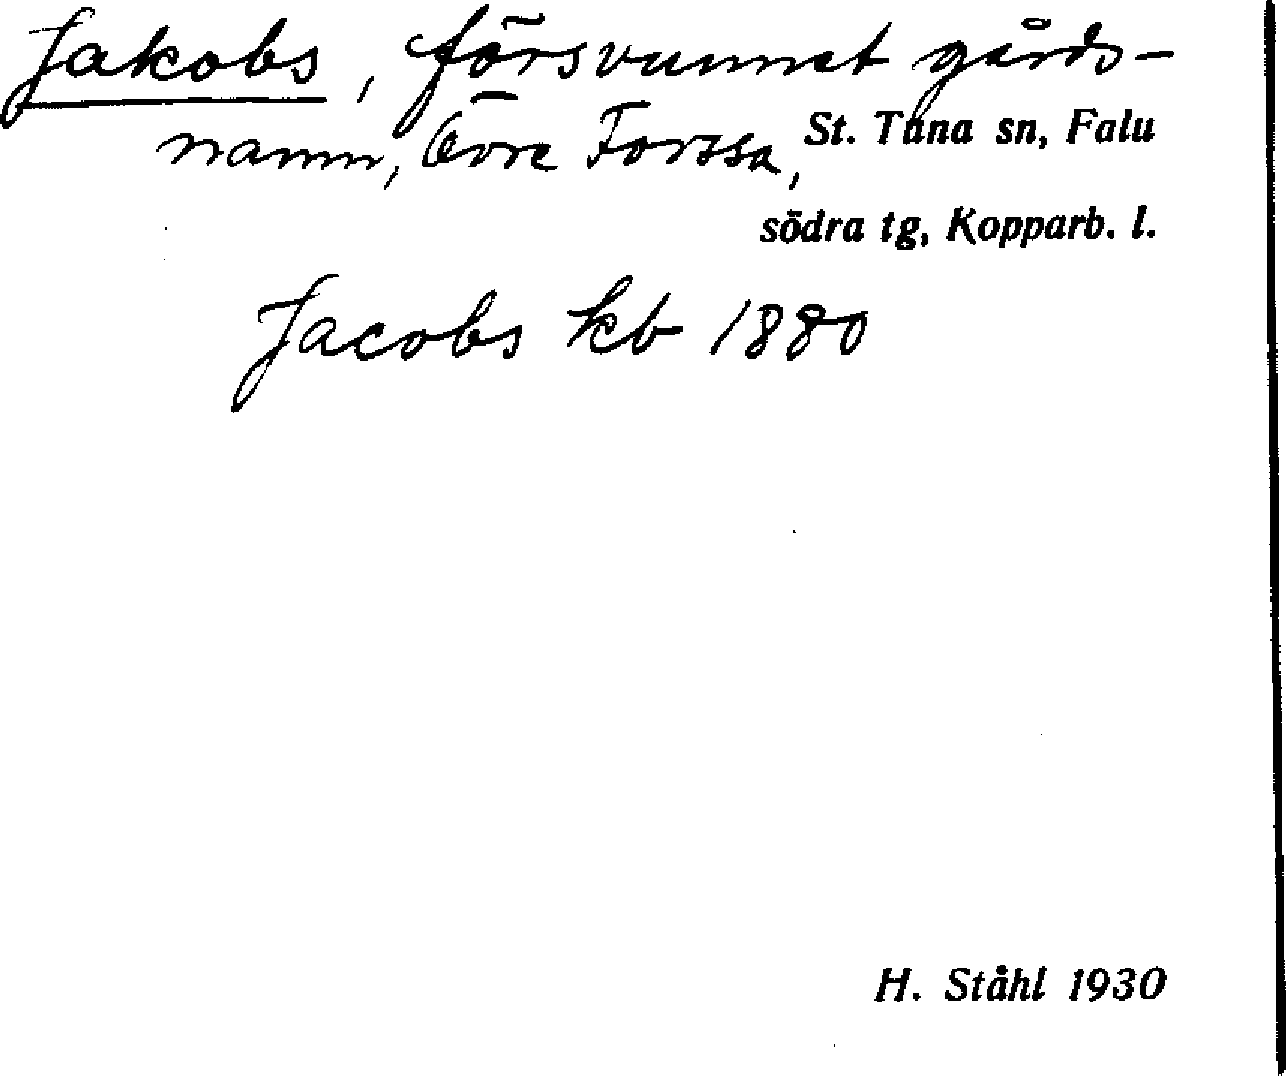 Jakobs, försvunnet gårds-
namn, Övre Forssa, St. Tuna sn, Falu
södra tg, Kopparb. l.
Jacobs kb 1880
H. Ståhl 1930